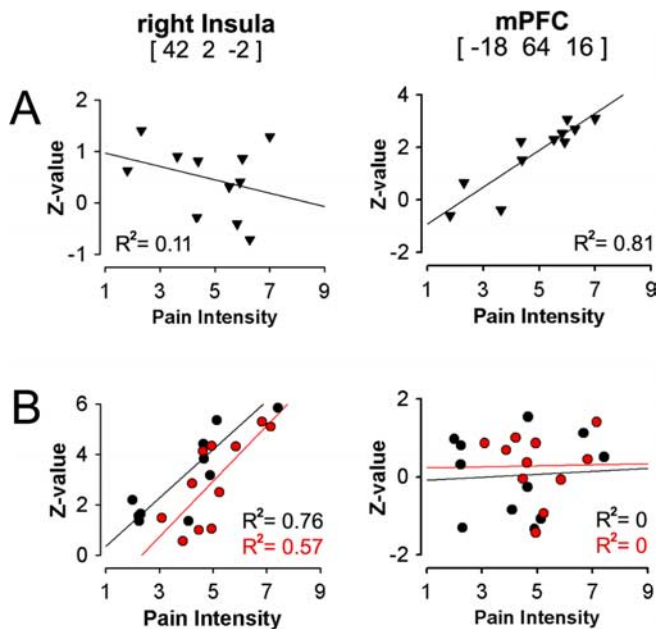 right Insula
[ 42 2 -2 ]
mPFC
[ -18 64 16 ]
A
Z-value
2
1
0
-1
R²= 0.11
1 3 5 7 9
Pain Intensity
Z-value
4
2
0
-2
R²= 0.81
1 3 5 7 9
Pain Intensity
B
Z-value
6
4
2
0
R²= 0.76
R²= 0.57
1 3 5 7 9
Pain Intensity
Z-value
2
0
-2
R²= 0
R²= 0
1 3 5 7 9
Pain Intensity